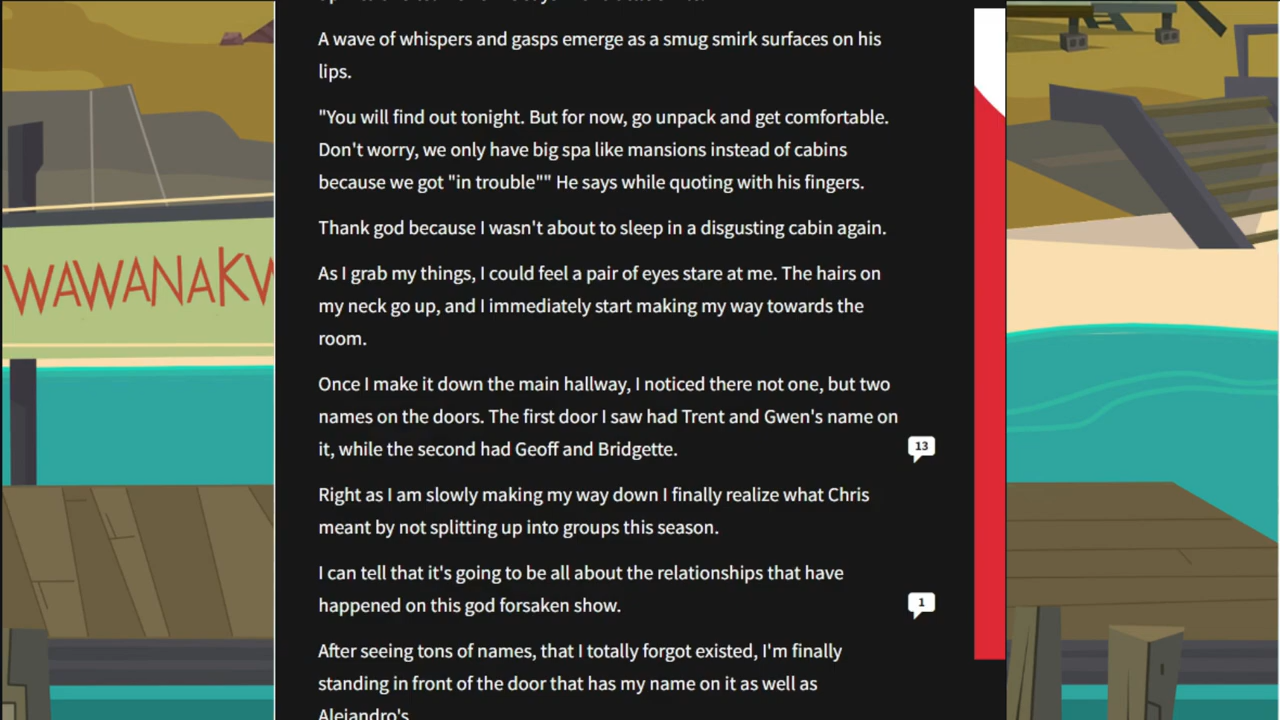 A wave of whispers and gasps emerge as a smug smirk surfaces on his
lips.
"You will find out tonight. But for now, go unpack and get comfortable.
Don't worry, we only have big spa like mansions instead of cabins
because we got "in trouble"" He says while quoting with his fingers.
Thank god because I wasn't about to sleep in a disgusting cabin again.
As I grab my things, I could feel a pair of eyes stare at me. The hairs on
my neck go up, and I immediately start making my way towards the
room.
Once I make it down the main hallway, I noticed there not one, but two
names on the doors. The first door I saw had Trent and Gwen's name on
it, while the second had Geoff and Bridgette.
13
Right as I am slowly making my way down I finally realize what Chris
meant by not splitting up into groups this season.
I can tell that it's going to be all about the relationships that have
happened on this god forsaken show.
1
After seeing tons of names, that I totally forgot existed, I'm finally
standing in front of the door that has my name on it as well as
Alejandro's
WAWANAKW